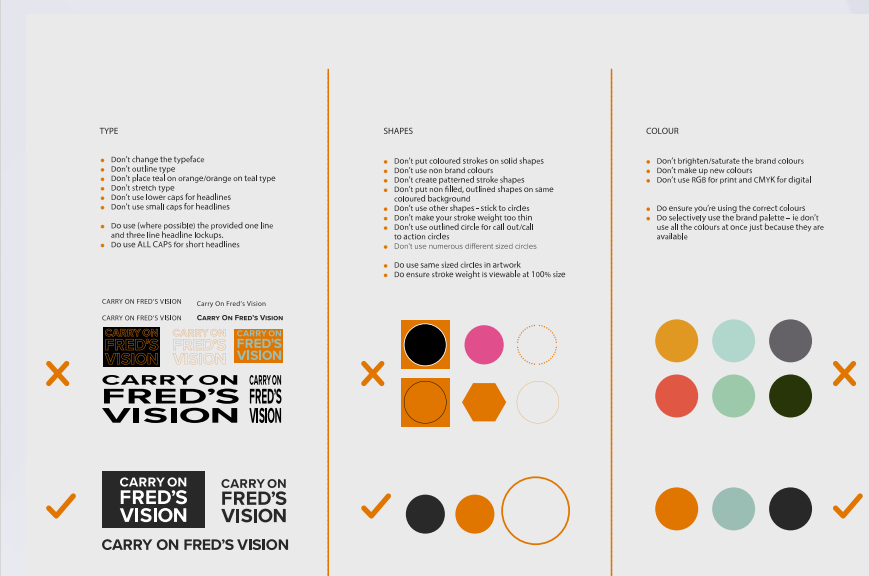 TYPE
Don't change the typeface
Don't outline type
Don't place teal on orange/orange on teal type
Don't stretch type
Don't use lower caps for headlines
Don't use small caps for headlines
Do use (where possible) the provided one line
and three line headline lockups.
Do use ALL CAPS for short headlines
CARRY ON FRED'S VISION
Carry On Fred's Vision
CARRY ON FRED'S VISION
CARRY ON FRED'S VISION
CARRY ON
FRED'S
VISION
CARRY ON
FRED'S
VISION
CARRY ON
FRED'S
VISION
CARRY ON
FRED'S
VISION
CARRY ON
FRED'S
VISION
CARRY ON
FRED'S
VISION
CARRY ON
FRED'S
VISION
CARRY ON FRED'S VISION
SHAPES
Don't put coloured strokes on solid shapes
Don't use non brand colours
Don't create patterned stroke shapes
Don't put non filled, outlined shapes on same
coloured background
Don't use other shapes – stick to circles
Don't make your stroke weight too thin
Don't use outlined circle for call out/call
to action circles
Don't use numerous different sized circles
Do use same sized circles in artwork
Do ensure stroke weight is viewable at 100% size
COLOUR
Don't brighten/saturate the brand colours
Don't make up new colours
Don't use RGB for print and CMYK for digital
Do ensure you're using the correct colours
Do selectively use the brand palette – ie don't
use all the colours at once just because they are
available